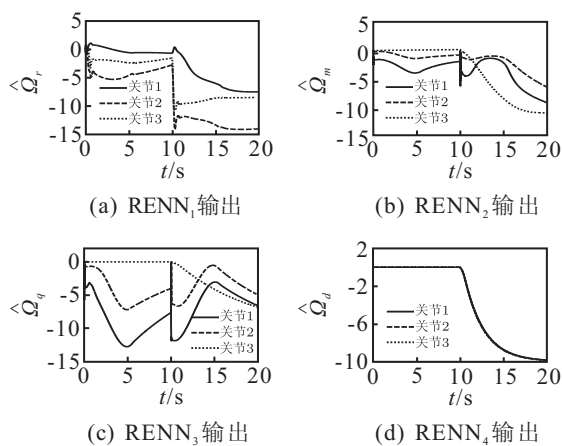 5
0
-5
-10
-15
0 5 10 15 20
Ω̂r
关节1
关节2
关节3
t/s
(a) RENN₁输出
10
5
0
-5
-10
-15
0 5 10 15 20
Ω̂m
关节1
关节2
关节3
t/s
(b) RENN₂输出
0
-5
-10
-15
0 5 10 15 20
Ω̂q
关节1
关节2
关节3
t/s
(c) RENN₃输出
-2
-6
-10
0 5 10 15 20
Ω̂d
关节1
关节2
关节3
t/s
(d) RENN₄输出